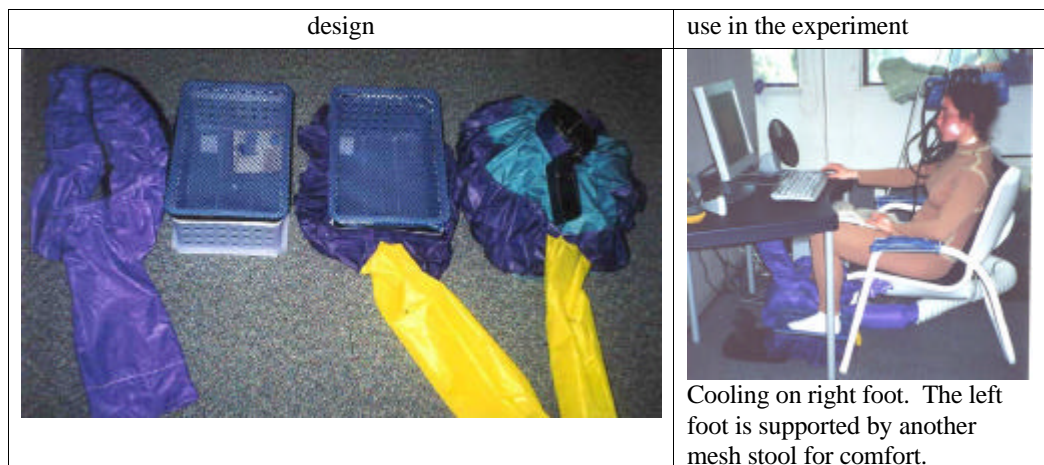 design
use in the experiment
Cooling on right foot.  The left
foot is supported by another
mesh stool for comfort.